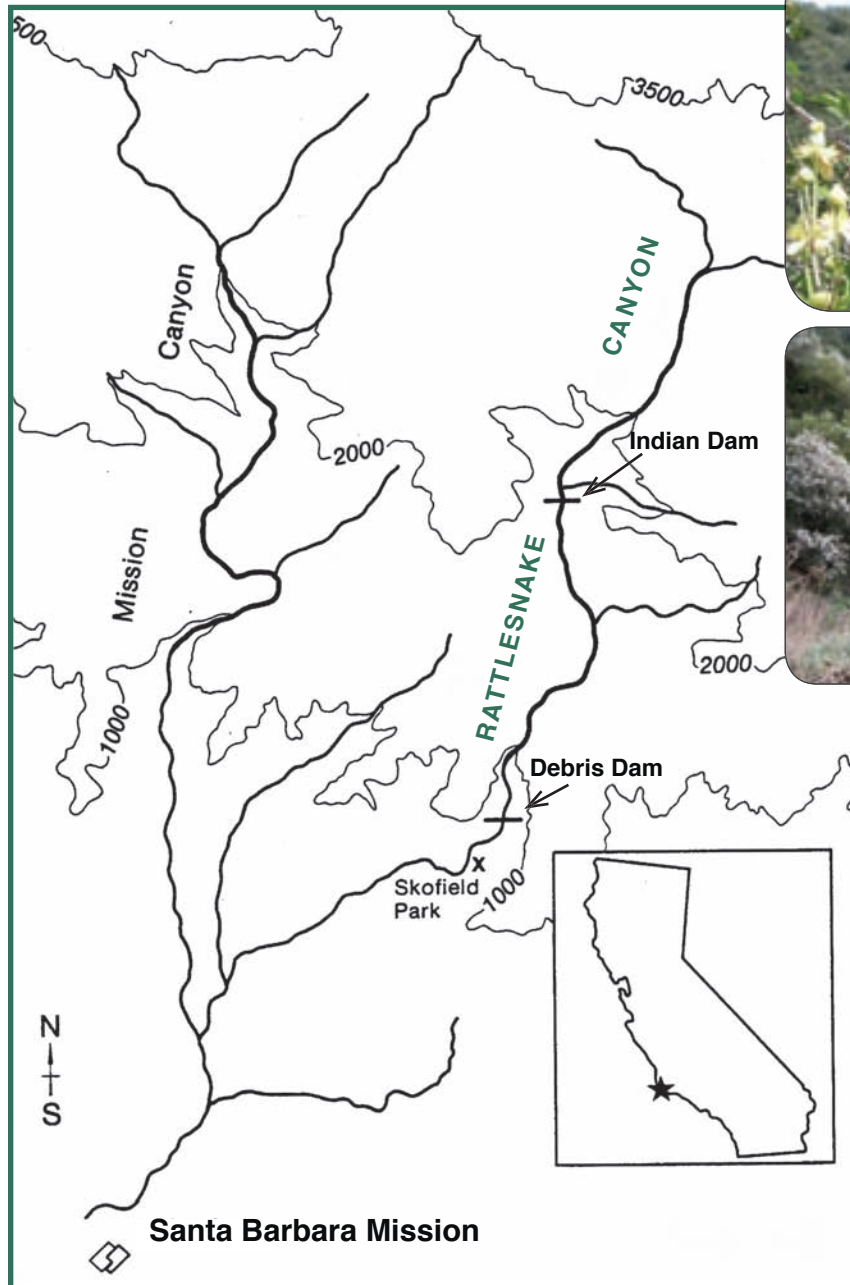 500
3500
Canyon
CANYON
2000
Indian Dam
Mission
RATTLESNAKE
2000
1000
Debris Dam
x
Skofield
Park
1000
N
S
Santa Barbara Mission